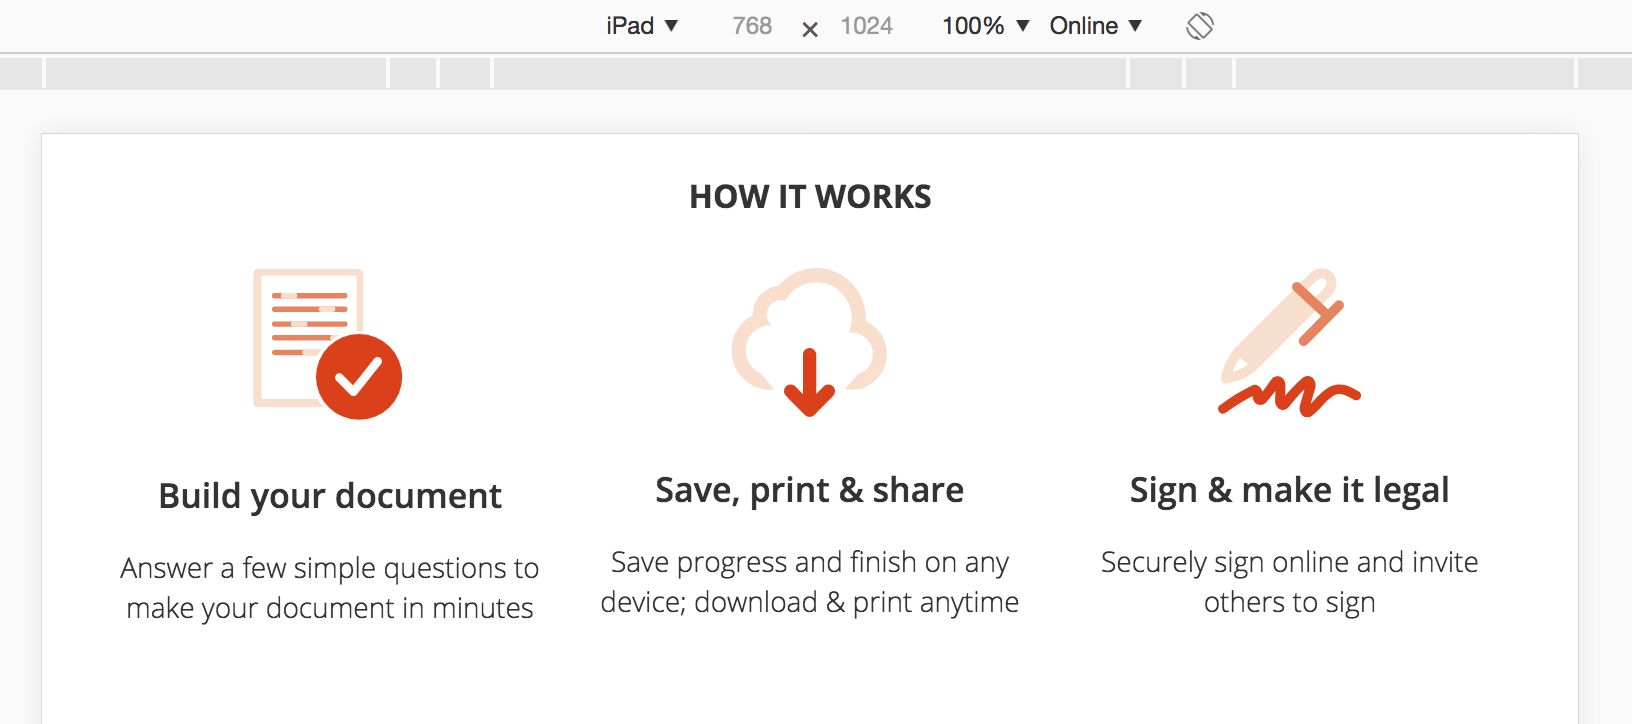 iPad ▼ 768 × 1024 100% ▼ Online ▼
HOW IT WORKS
Build your document
Answer a few simple questions to
make your document in minutes
Save, print & share
Save progress and finish on any
device; download & print anytime
Sign & make it legal
Securely sign online and invite
others to sign